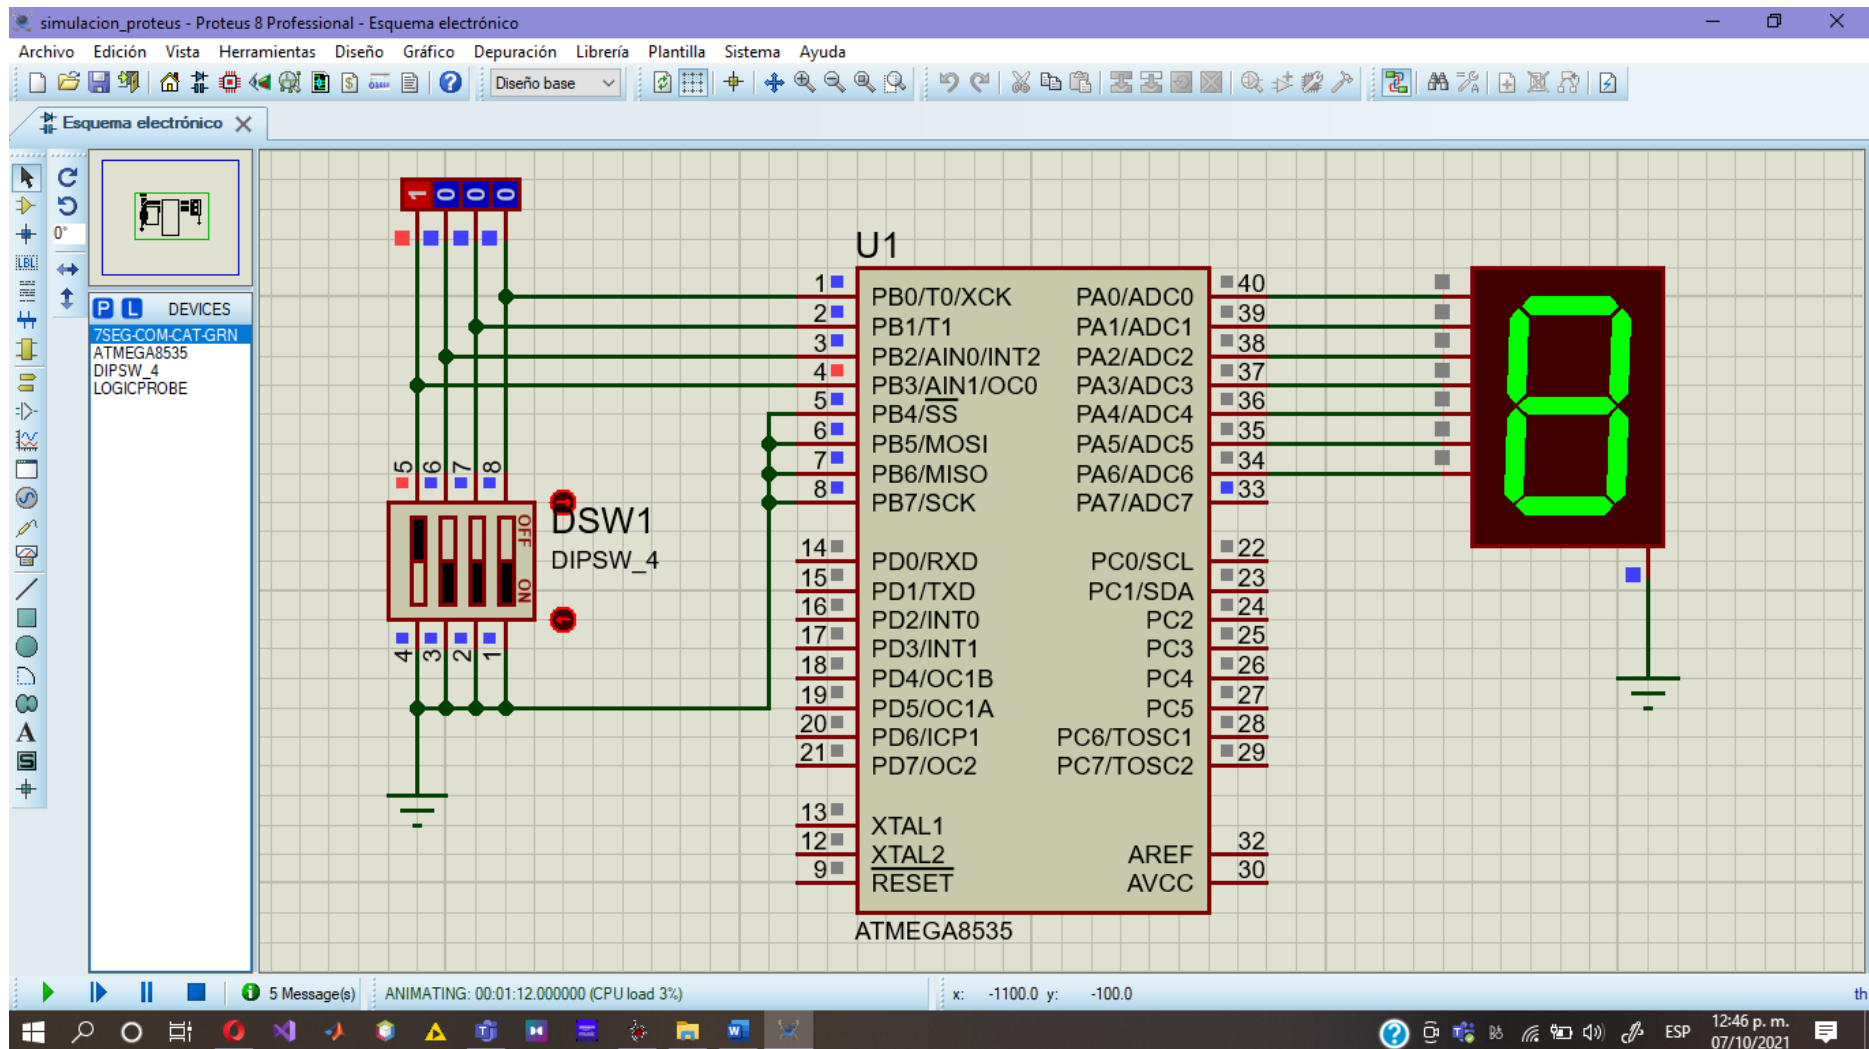 simulacion_proteus - Proteus 8 Professional - Esquema electrónico
Archivo Edición Vista Herramientas Diseño Gráfico Depuración Librería Plantilla Sistema Ayuda
Diseño base
Esquema electrónico
0°
LBL
P L DEVICES
7SEG-COM-CAT-GRN
ATMEGA8535
DIPSW_4
LOGICPROBE
A
S
1 0 0 0
5 6 7 8
OFF
ON
4 3 2 1
DSW1
DIPSW_4
U1
1 PB0/T0/XCK PA0/ADC0 40
2 PB1/T1 PA1/ADC1 39
3 PB2/AIN0/INT2 PA2/ADC2 38
4 PB3/AIN1/OC0 PA3/ADC3 37
5 PB4/SS PA4/ADC4 36
6 PB5/MOSI PA5/ADC5 35
7 PB6/MISO PA6/ADC6 34
8 PB7/SCK PA7/ADC7 33
14 PD0/RXD PC0/SCL 22
15 PD1/TXD PC1/SDA 23
16 PD2/INT0 PC2 24
17 PD3/INT1 PC3 25
18 PD4/OC1B PC4 26
19 PD5/OC1A PC5 27
20 PD6/ICP1 PC6/TOSC1 28
21 PD7/OC2 PC7/TOSC2 29
13 XTAL1
12 XTAL2 AREF 32
9 RESET AVCC 30
ATMEGA8535
8
5 Message(s) ANIMATING: 00:01:12.000000 (CPU load 3%) x: -1100.0 y: -100.0 th
ESP 12:46 p. m.
07/10/2021